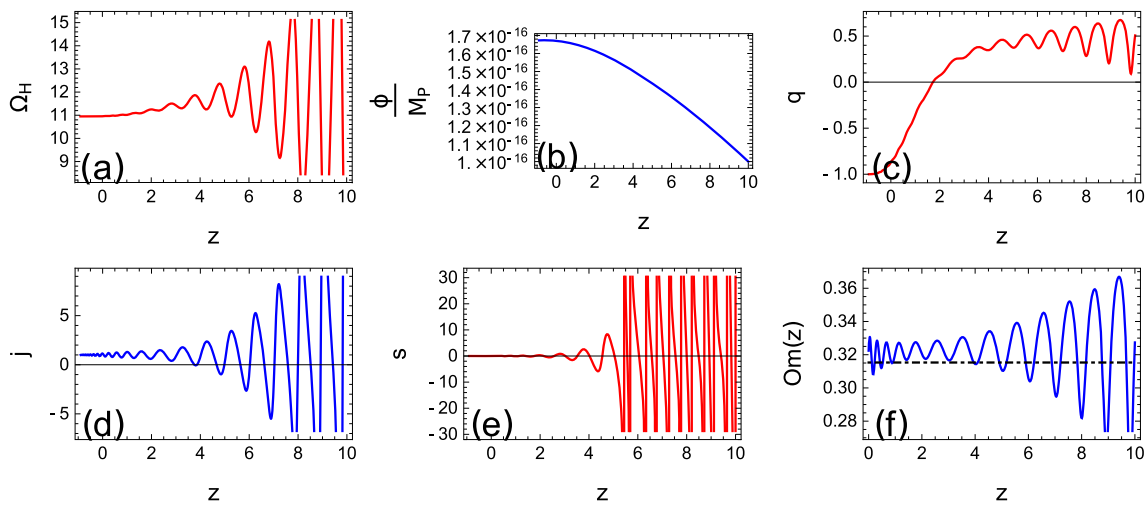 15
14
13
12
11
10
9
Ω_H
(a)
0 2 4 6 8 10
z
1.7×10⁻¹⁶
1.6×10⁻¹⁶
1.5×10⁻¹⁶
1.4×10⁻¹⁶
1.3×10⁻¹⁶
1.2×10⁻¹⁶
1.1×10⁻¹⁶
1.×10⁻¹⁶
ϕ
M_P
(b)
0 2 4 6 8 10
z
0.5
0.0
-0.5
-1.0
q
(c)
0 2 4 6 8 10
z
5
0
-5
j
(d)
0 2 4 6 8 10
z
30
20
10
0
-10
-20
-30
s
(e)
0 2 4 6 8 10
z
0.36
0.34
0.32
0.30
0.28
Om(z)
(f)
0 2 4 6 8 10
z